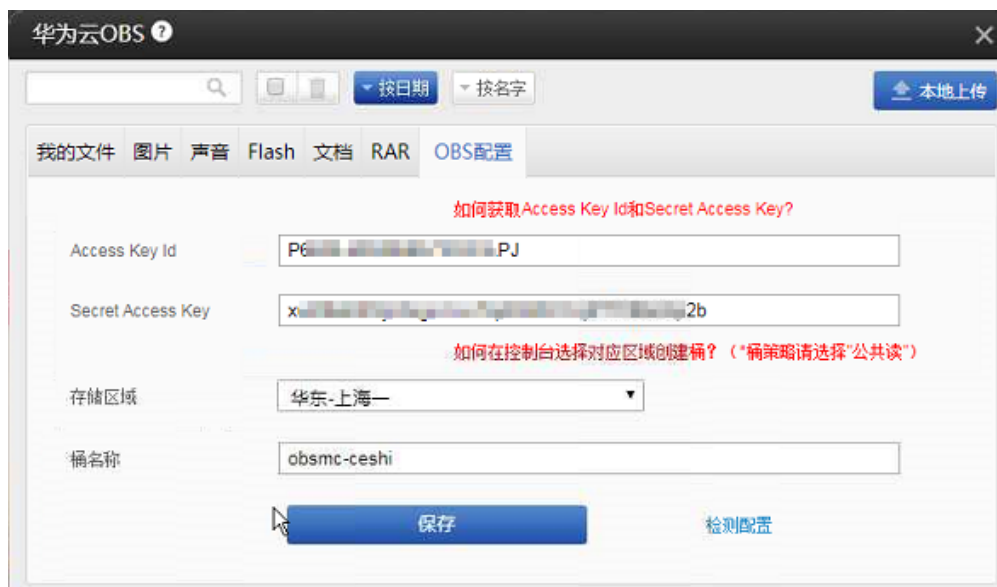 华为云OBS ?
按日期 按名字 本地上传
我的文件 图片 声音 Flash 文档 RAR OBS配置
如何获取Access Key Id和Secret Access Key?
Access Key Id P6 PJ
Secret Access Key x 2b
如何在控制台选择对应区域创建桶？（“桶策略请选择”公共读”）
存储区域 华东-上海一
桶名称 obsmc-ceshi
保存 检测配置